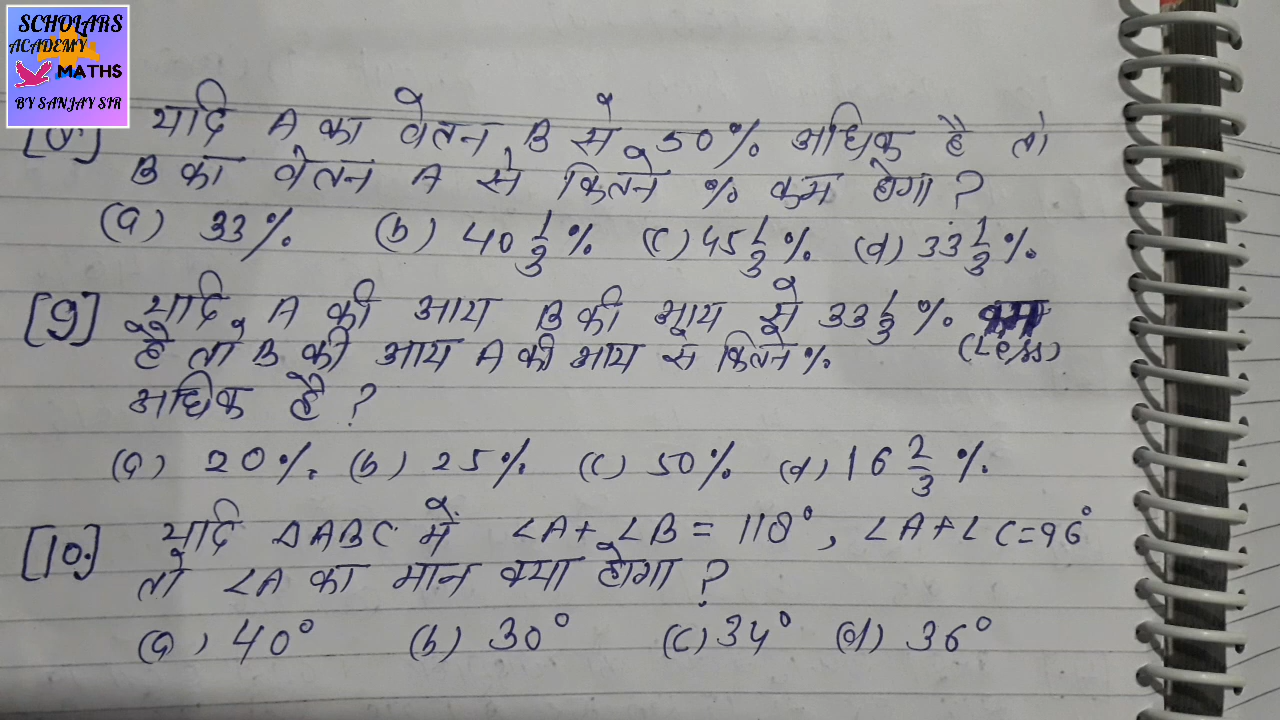 SCHOLARS
ACADEMY
MATHS
BY SANJAY SIR
यदि A का वेतन B से 50% अधिक है तो
B का वेतन A से कितने % कम होगा ?
(a) 33% (b) 40 1/3 % (c) 45 1/3 % (d) 33 1/3 %.
[9] यदि A की आय B की आय से 33 1/3 %
(Less)
है तो B की आय A की आय से कितने %
अधिक है ?
(a) 20%. (b) 25% (c) 50% (d) 16 2/3 %.
[10.] यदि ΔABC में ∠A+∠B = 118°, ∠A+∠C=96°
तो ∠A का मान क्या होगा ?
(a) 40° (b) 30° (c) 34° (d) 36°